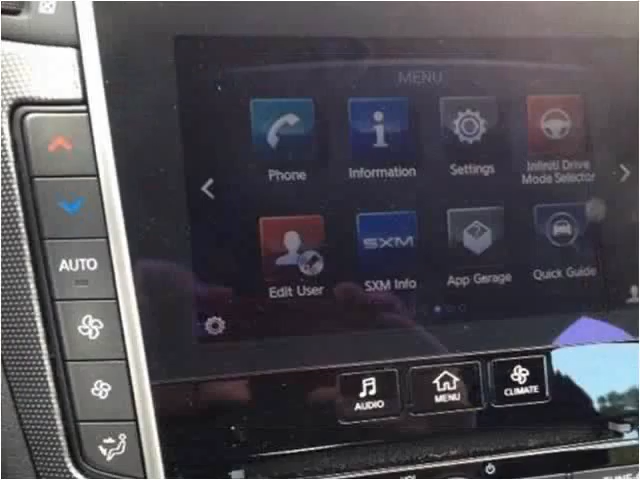 MENU
Phone
Information
Settings
Infiniti Drive
Mode Selector
SXM
Edit User
SXM Info
App Garage
Quick Guide
AUTO
AUDIO
MENU
CLIMATE